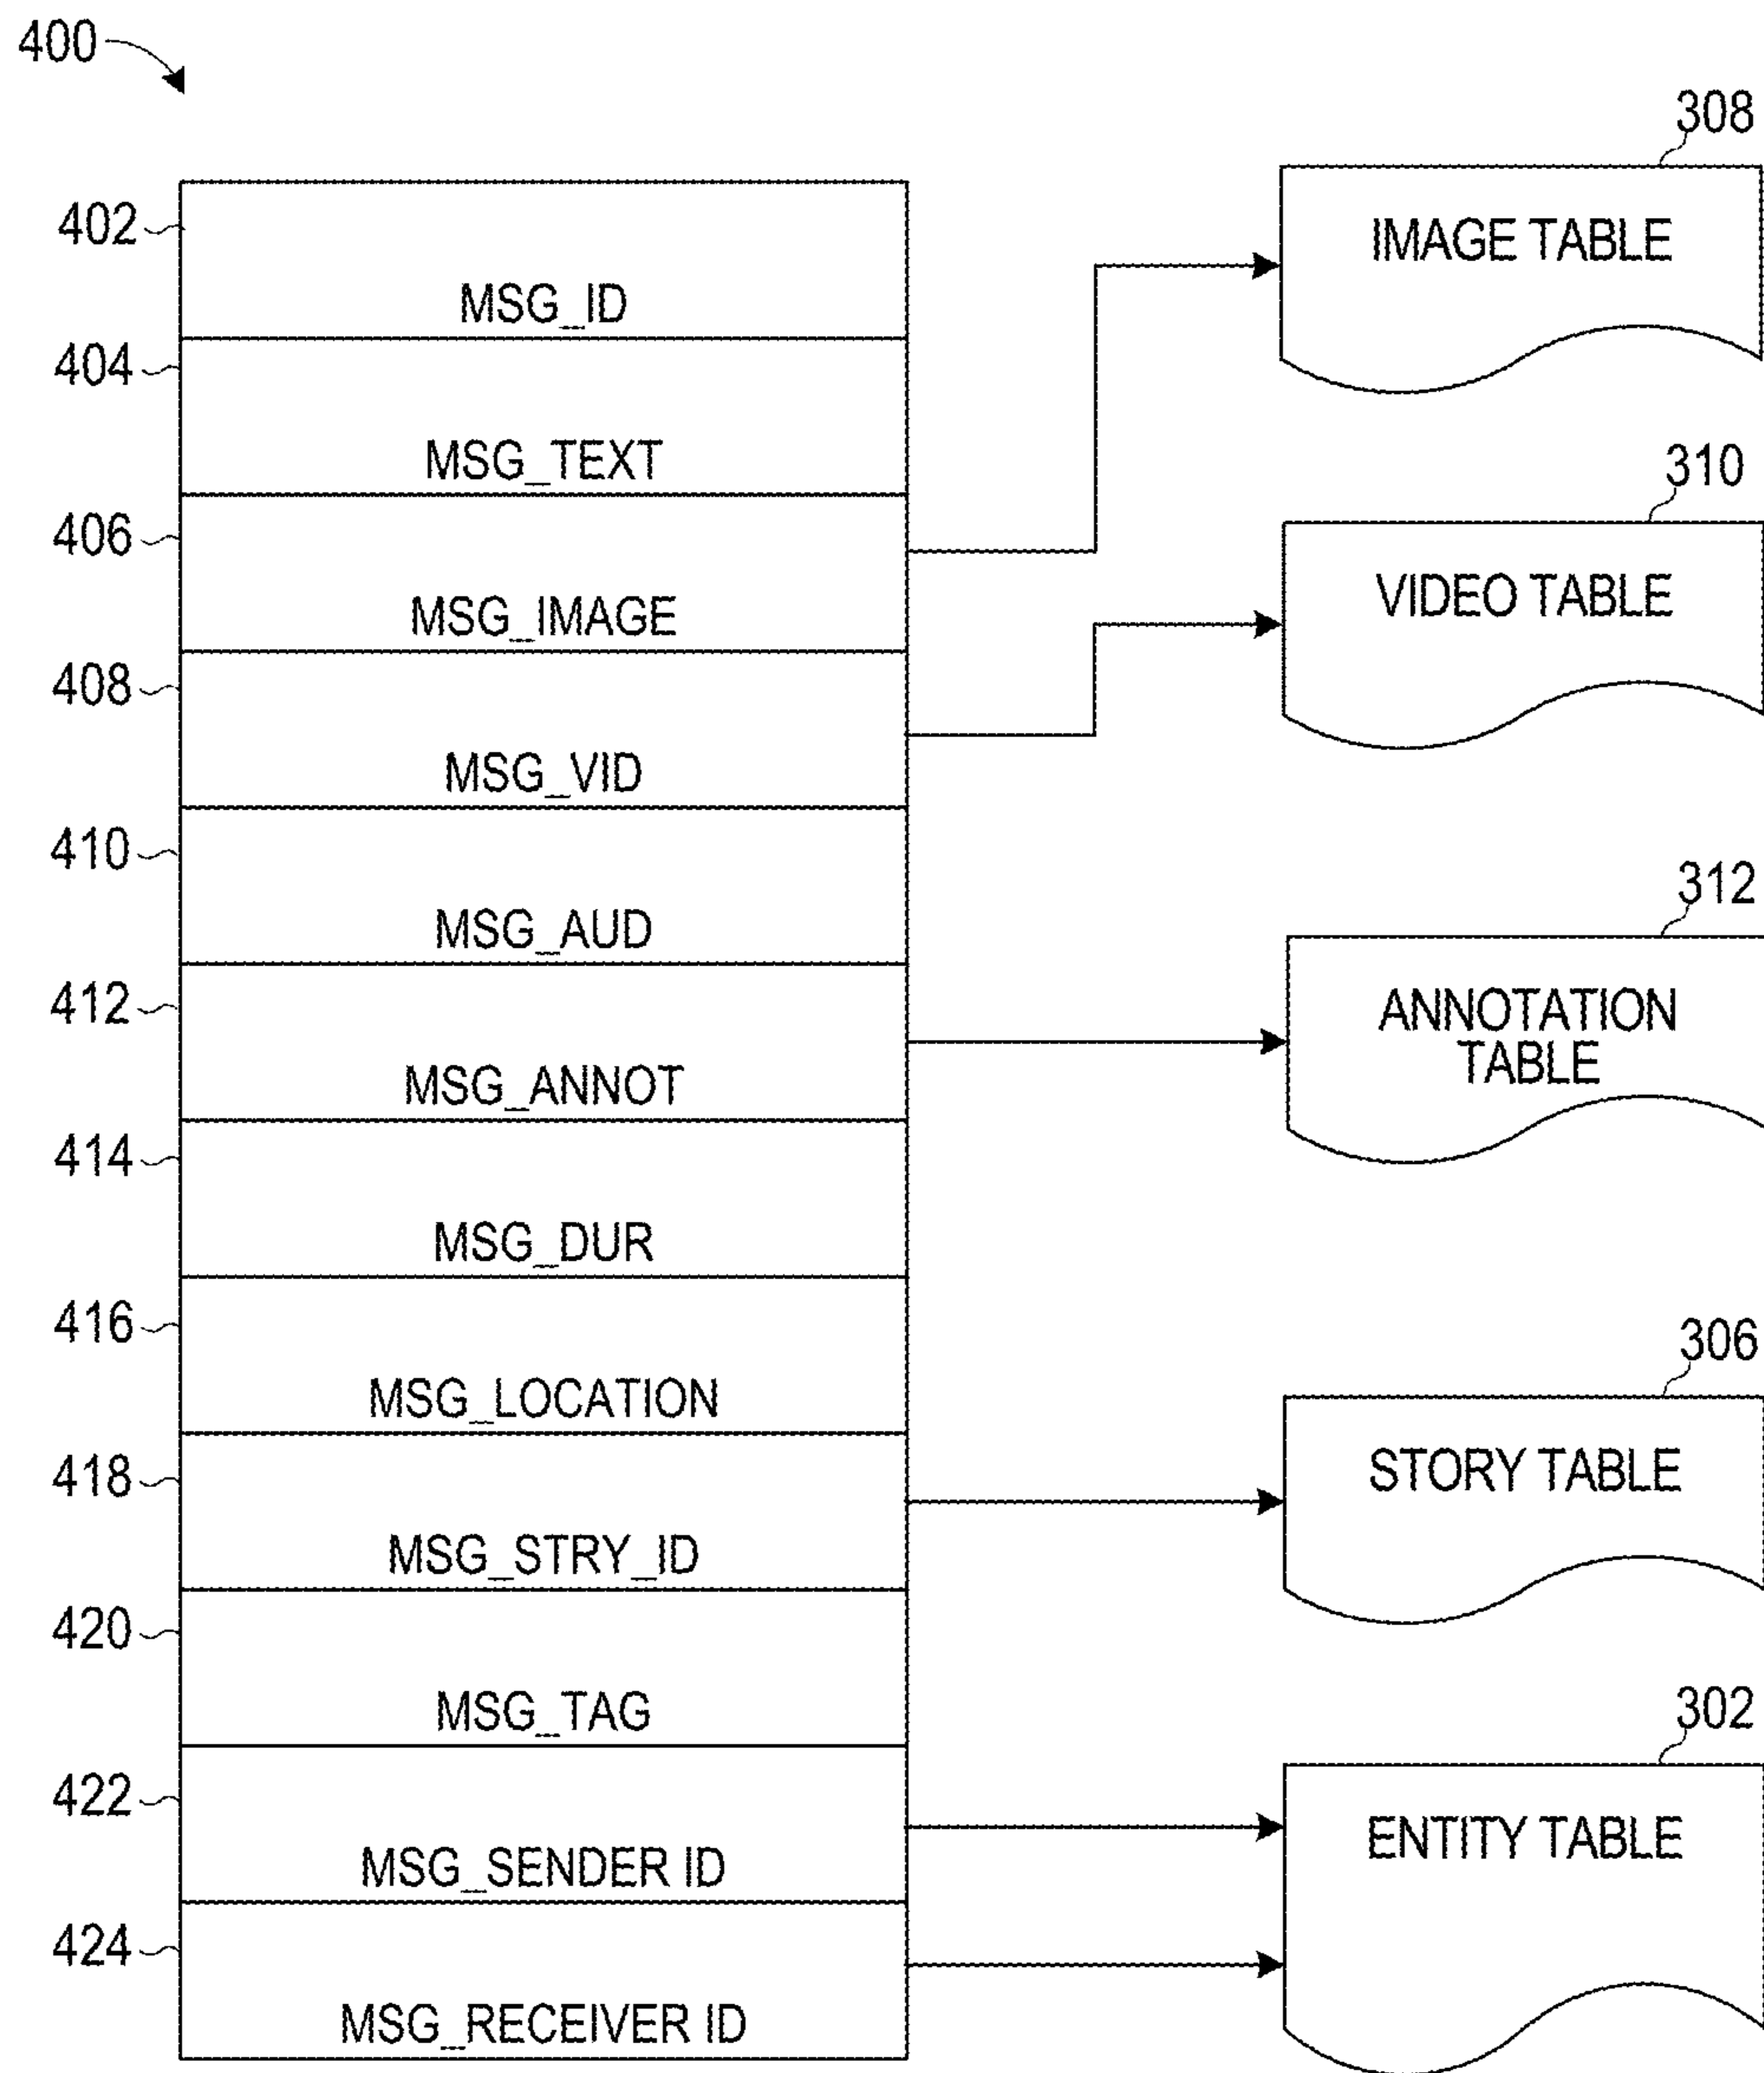 400
402
MSG_ID
404
MSG_TEXT
406
MSG_IMAGE
408
MSG_VID
410
MSG_AUD
412
MSG_ANNOT
414
MSG_DUR
416
MSG_LOCATION
418
MSG_STRY_ID
420
MSG_TAG
422
MSG_SENDER ID
424
MSG_RECEIVER ID
308
IMAGE TABLE
310
VIDEO TABLE
312
ANNOTATION
TABLE
306
STORY TABLE
302
ENTITY TABLE